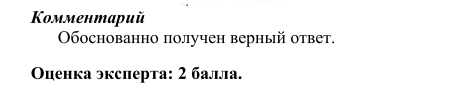 Комментарий
Обоснованно получен верный ответ.
Оценка эксперта: 2 балла.